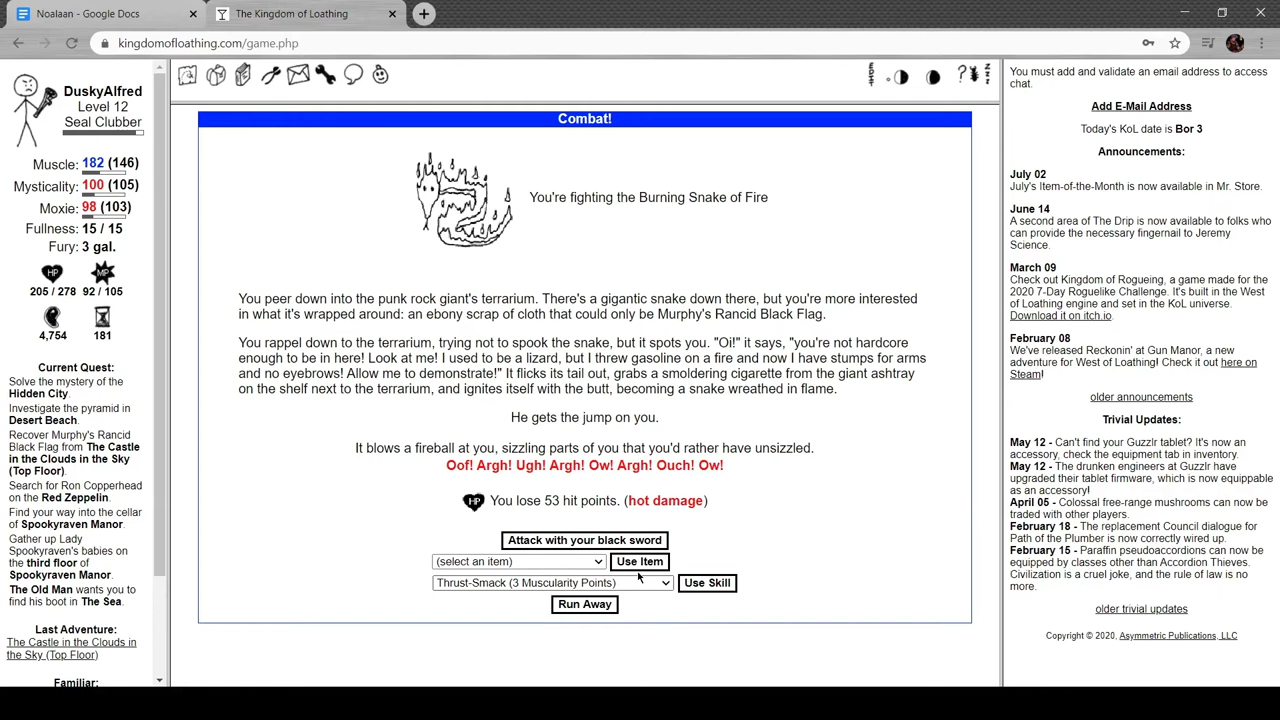 Noalaan - Google Docs
The Kingdom of Loathing
kingdomofloathing.com/game.php
DuskyAlfred
Level 12
Seal Clubber
Muscle: 182 (146)
Mysticality: 100 (105)
Moxie: 98 (103)
Fullness: 15 / 15
Fury: 3 gal.
HP MP
205 / 278 92 / 105
4,754 181
Current Quest:
Solve the mystery of the
Hidden City.
Investigate the pyramid in
Desert Beach.
Recover Murphy's Rancid
Black Flag from The Castle
in the Clouds in the Sky
(Top Floor).
Search for Ron Copperhead
on the Red Zeppelin.
Find your way into the cellar
of Spookyraven Manor.
Gather up Lady
Spookyraven's babies on
the third floor of
Spookyraven Manor.
The Old Man wants you to
find his boot in The Sea.
Last Adventure:
The Castle in the Clouds in
the Sky (Top Floor)
Familiar:
Combat!
You're fighting the Burning Snake of Fire
You peer down into the punk rock giant's terrarium. There's a gigantic snake down there, but you're more interested
in what it's wrapped around: an ebony scrap of cloth that could only be Murphy's Rancid Black Flag.
You rappel down to the terrarium, trying not to spook the snake, but it spots you. "Oi!" it says, "you're not hardcore
enough to be in here! Look at me! I used to be a lizard, but I threw gasoline on a fire and now I have stumps for arms
and no eyebrows! Allow me to demonstrate!" It flicks its tail out, grabs a smoldering cigarette from the giant ashtray
on the shelf next to the terrarium, and ignites itself with the butt, becoming a snake wreathed in flame.
He gets the jump on you.
It blows a fireball at you, sizzling parts of you that you'd rather have unsizzled.
Oof! Argh! Ugh! Argh! Ow! Argh! Ouch! Ow!
HP You lose 53 hit points. (hot damage)
Attack with your black sword
(select an item) Use Item
Thrust-Smack (3 Muscularity Points) Use Skill
Run Away
You must add and validate an email address to access
chat.
Add E-Mail Address
Today's KoL date is Bor 3
Announcements:
July 02
July's Item-of-the-Month is now available in Mr. Store.
June 14
A second area of The Drip is now available to folks who
can provide the necessary fingernail to Jeremy
Science.
March 09
Check out Kingdom of Rogueing, a game made for the
2020 7-Day Roguelike Challenge. It's built in the West
of Loathing engine and set in the KoL universe.
Download it on itch.io.
February 08
We've released Reckonin' at Gun Manor, a new
adventure for West of Loathing! Check it out here on
Steam!
older announcements
Trivial Updates:
May 12 - Can't find your Guzzlr tablet? It's now an
accessory, check the equipment tab in inventory.
May 12 - The drunken engineers at Guzzlr have
upgraded their tablet firmware, which is now equippable
as an accessory!
April 05 - Colossal free-range mushrooms can now be
traded with other players.
February 18 - The replacement Council dialogue for
Path of the Plumber is now correctly wired up.
February 15 - Paraffin pseudoaccordions can now be
equipped by classes other than Accordion Thieves.
Civilization is a cruel joke, and the rule of law is no
more.
older trivial updates
Copyright © 2020, Asymmetric Publications, LLC